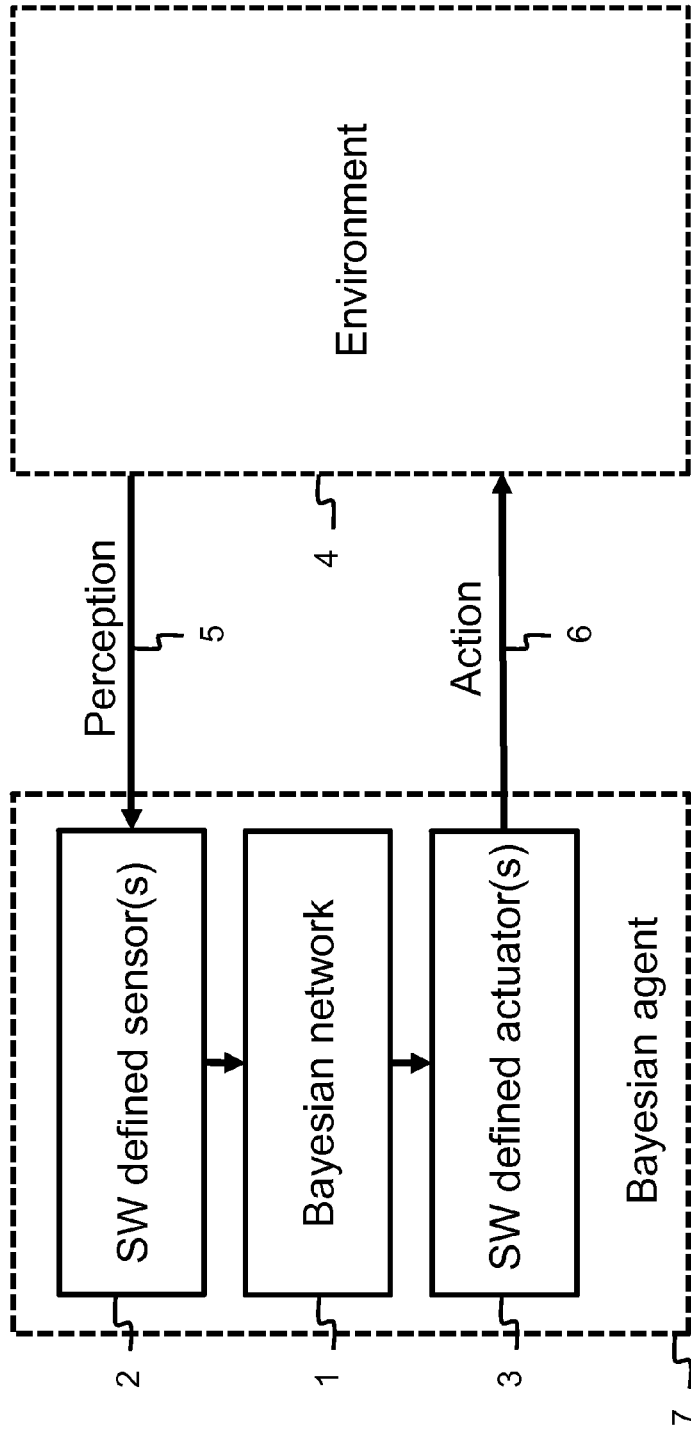 2
SW defined sensor(s)
Perception
5
1
Bayesian network
4
Environment
3
SW defined actuator(s)
Action
6
7
Bayesian agent